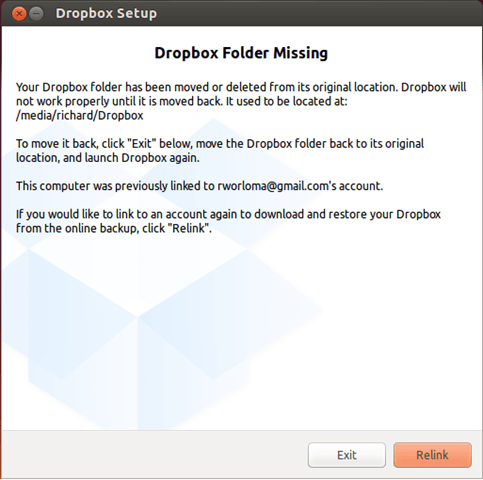 Dropbox Setup
Dropbox Folder Missing
Your Dropbox folder has been moved or deleted from its original location. Dropbox will
not work properly until it is moved back. It used to be located at:
/media/richard/Dropbox
To move it back, click "Exit" below, move the Dropbox folder back to its original
location, and launch Dropbox again.
This computer was previously linked to rworloma@gmail.com's account.
If you would like to link to an account again to download and restore your Dropbox
from the online backup, click "Relink".
Exit
Relink